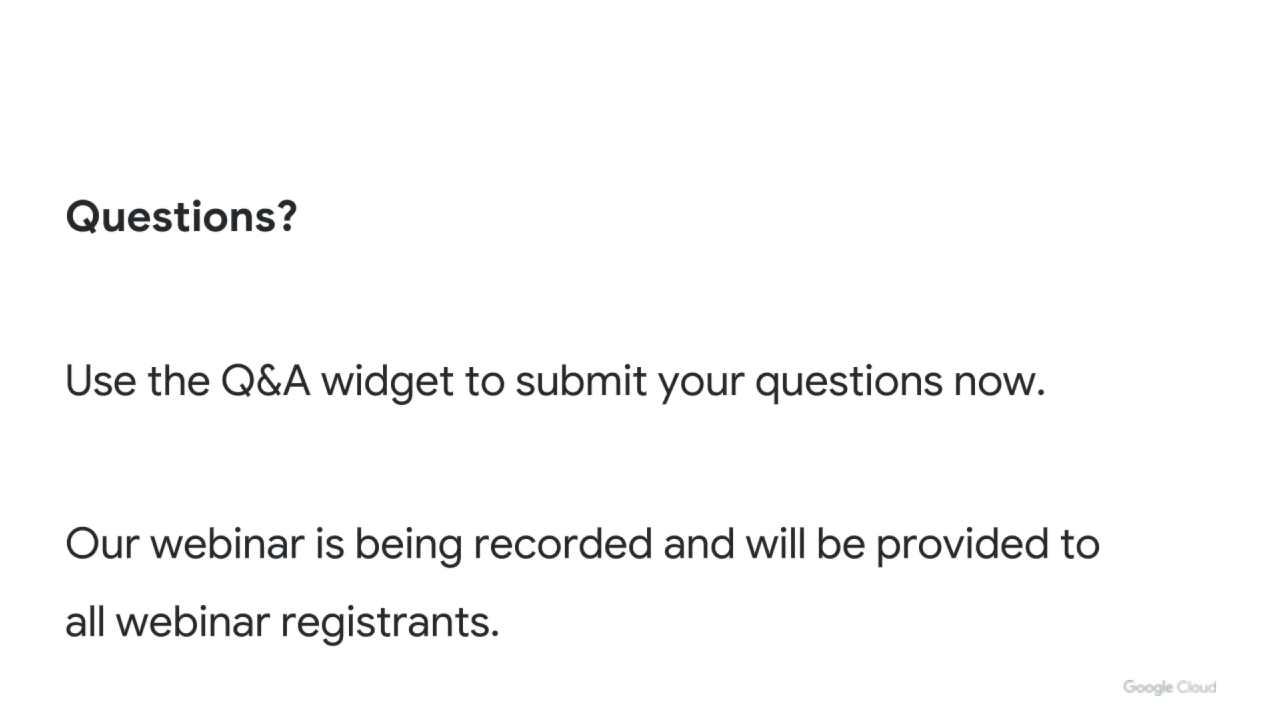 Questions?
Use the Q&A widget to submit your questions now.
Our webinar is being recorded and will be provided to
all webinar registrants.
Google Cloud